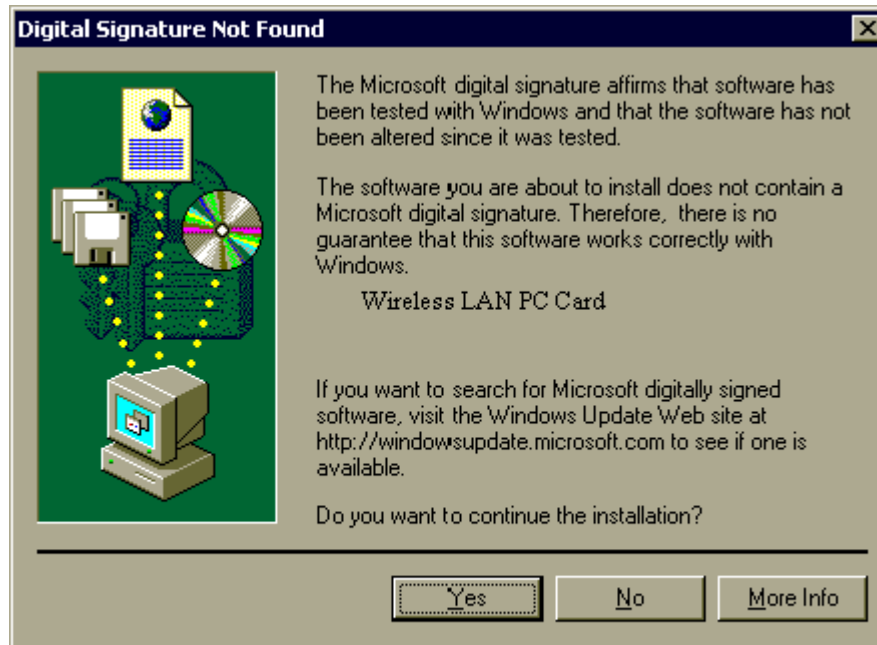 Digital Signature Not Found
The Microsoft digital signature affirms that software has
been tested with Windows and that the software has not
been altered since it was tested.
The software you are about to install does not contain a
Microsoft digital signature. Therefore,  there is no
guarantee that this software works correctly with
Windows.
Wireless LAN PC Card
If you want to search for Microsoft digitally signed
software, visit the Windows Update Web site at
http://windowsupdate.microsoft.com to see if one is
available.
Do you want to continue the installation?
Yes
No
More Info